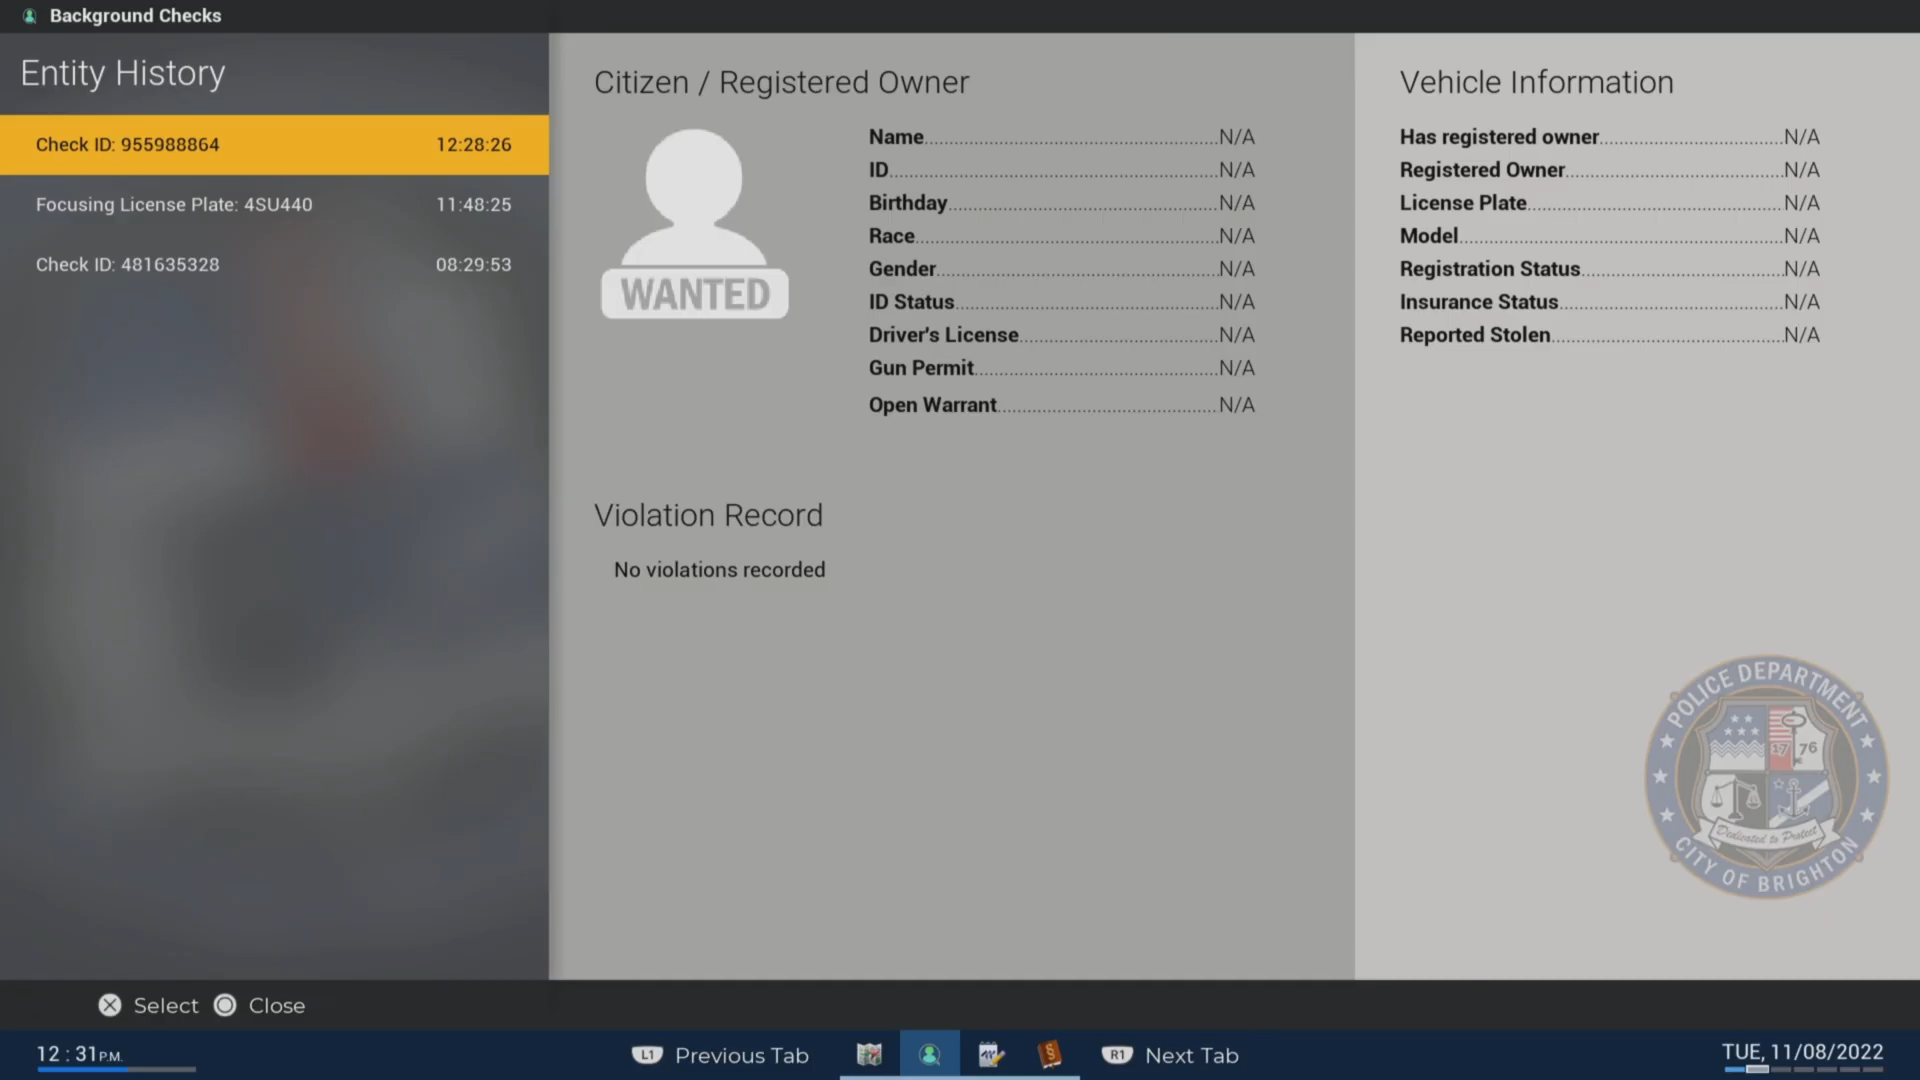 Background Checks
Entity History
Check ID: 955988864 12:28:26
Focusing License Plate: 4SU440 11:48:25
Check ID: 481635328 08:29:53
Citizen / Registered Owner
WANTED
Name N/A
ID N/A
Birthday N/A
Race N/A
Gender N/A
ID Status N/A
Driver's License N/A
Gun Permit N/A
Open Warrant N/A
Violation Record
No violations recorded
Vehicle Information
Has registered owner N/A
Registered Owner N/A
License Plate N/A
Model N/A
Registration Status N/A
Insurance Status N/A
Reported Stolen N/A
POLICE DEPARTMENT
17 76
Dedicated to Protect
CITY OF BRIGHTON
Select Close
12 : 31 P.M.
L1 Previous Tab
R1 Next Tab
TUE, 11/08/2022